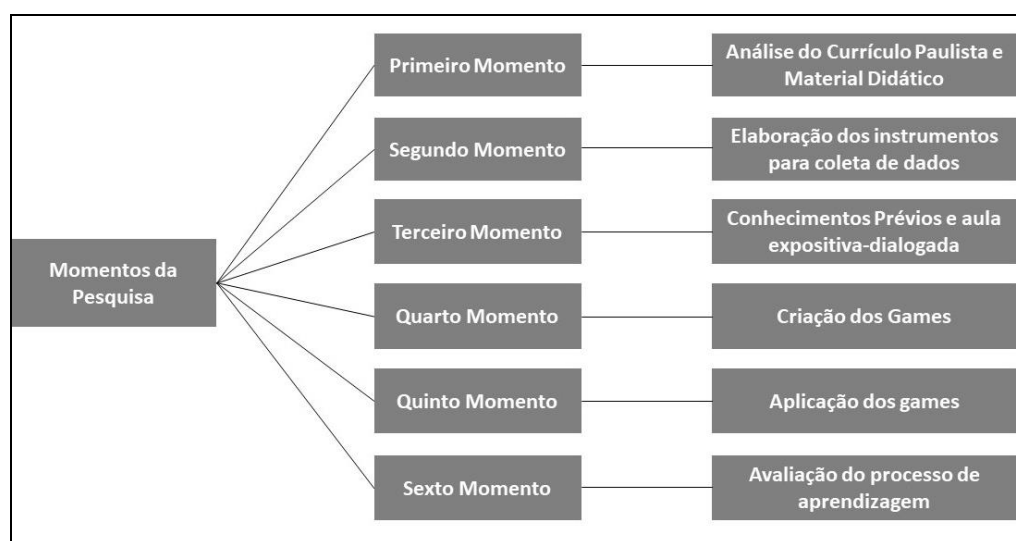 Momentos da
Pesquisa
Primeiro Momento
Análise do Currículo Paulista e
Material Didático
Segundo Momento
Elaboração dos instrumentos
para coleta de dados
Terceiro Momento
Conhecimentos Prévios e aula
expositiva-dialogada
Quarto Momento
Criação dos Games
Quinto Momento
Aplicação dos games
Sexto Momento
Avaliação do processo de
aprendizagem